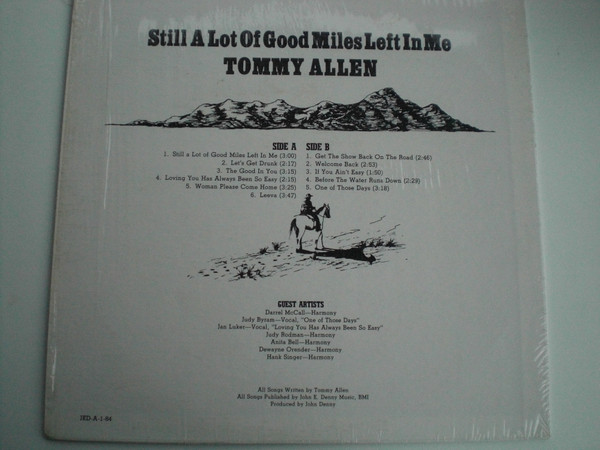 Still A Lot Of Good Miles Left In Me
TOMMY ALLEN
SIDE A
1. Still a Lot of Good Miles Left In Me (3:00)
2. Let's Get Drunk (2:17)
3. The Good In You (3:15)
4. Loving You Has Always Been So Easy (2:15)
5. Woman Please Come Home (3:25)
6. Leeva (3:47)
SIDE B
1. Get The Show Back On The Road (2:46)
2. Welcome Back (2:53)
3. If You Ain't Easy (1:50)
4. Before The Water Runs Down (2:29)
5. One of Those Days (3:18)
GUEST ARTISTS
Darrel McCall—Harmony
Judy Byram—Vocal, "One of Those Days"
Jan Luker—Vocal, "Loving You Has Always Been So Easy"
Judy Rodman—Harmony
Anita Bell—Harmony
Dewayne Orender—Harmony
Hank Singer—Harmony
All Songs Written by Tommy Allen
All Songs Published by John E. Denny Music, BMI
Produced by John Denny
JED-A-1-84